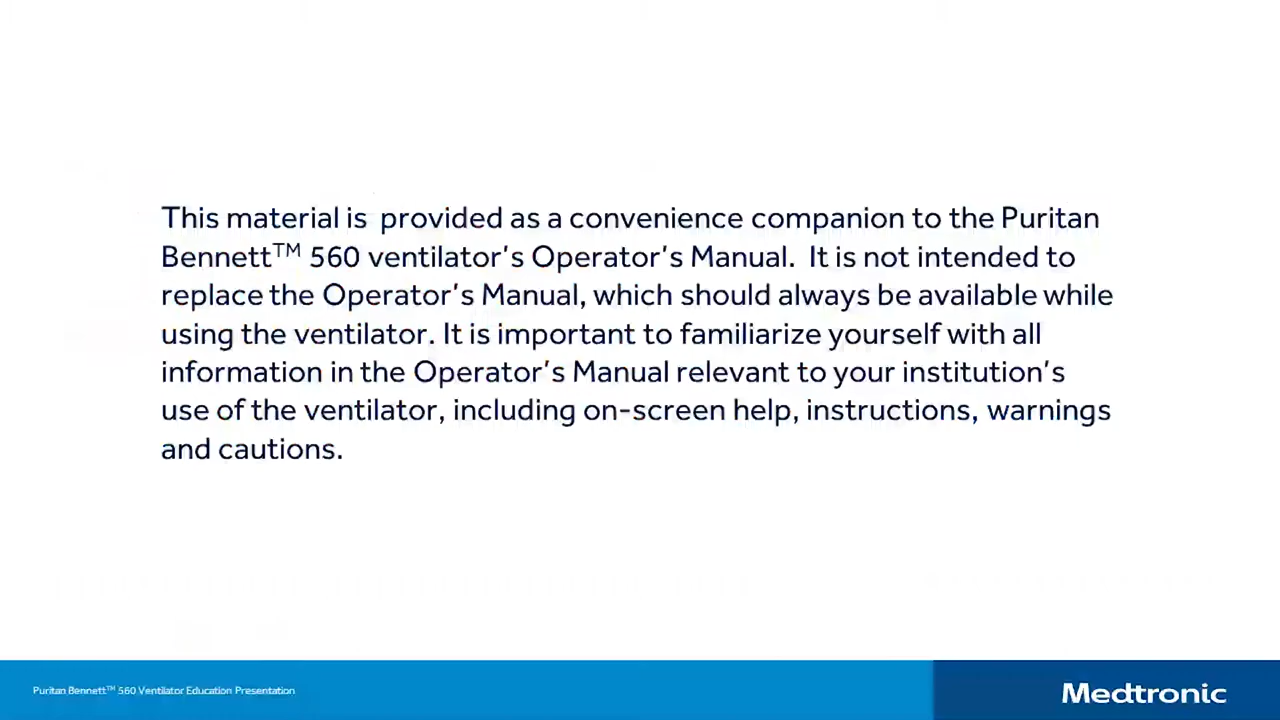 This material is provided as a convenience companion to the Puritan
Bennett™ 560 ventilator's Operator's Manual. It is not intended to
replace the Operator's Manual, which should always be available while
using the ventilator. It is important to familiarize yourself with all
information in the Operator's Manual relevant to your institution's
use of the ventilator, including on-screen help, instructions, warnings
and cautions.
Puritan Bennett™ 560 Ventilator Education Presentation
Medtronic